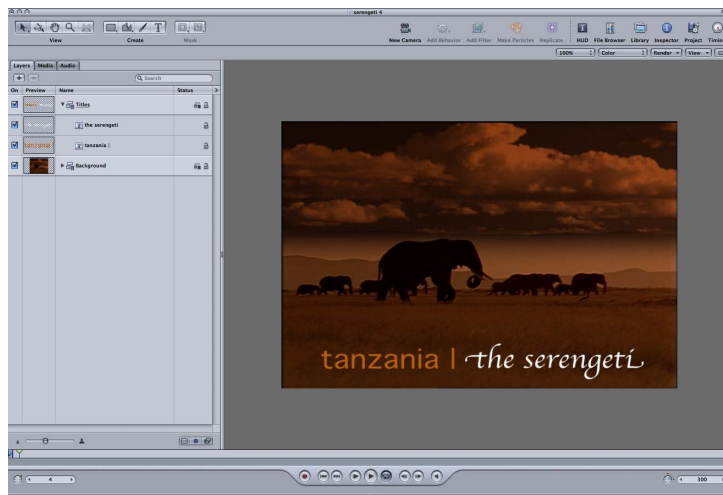 serengeti 4
View
Create
Mask
New Camera Add Behavior Add Filter Make Particles Replicate HUD File Browser Library Inspector Project
100% Color Render View
Layers Media Audio
Search
On Preview Name Status
Titles
the serengeti
tanzania |
Background
tanzania | the serengeti
4
300